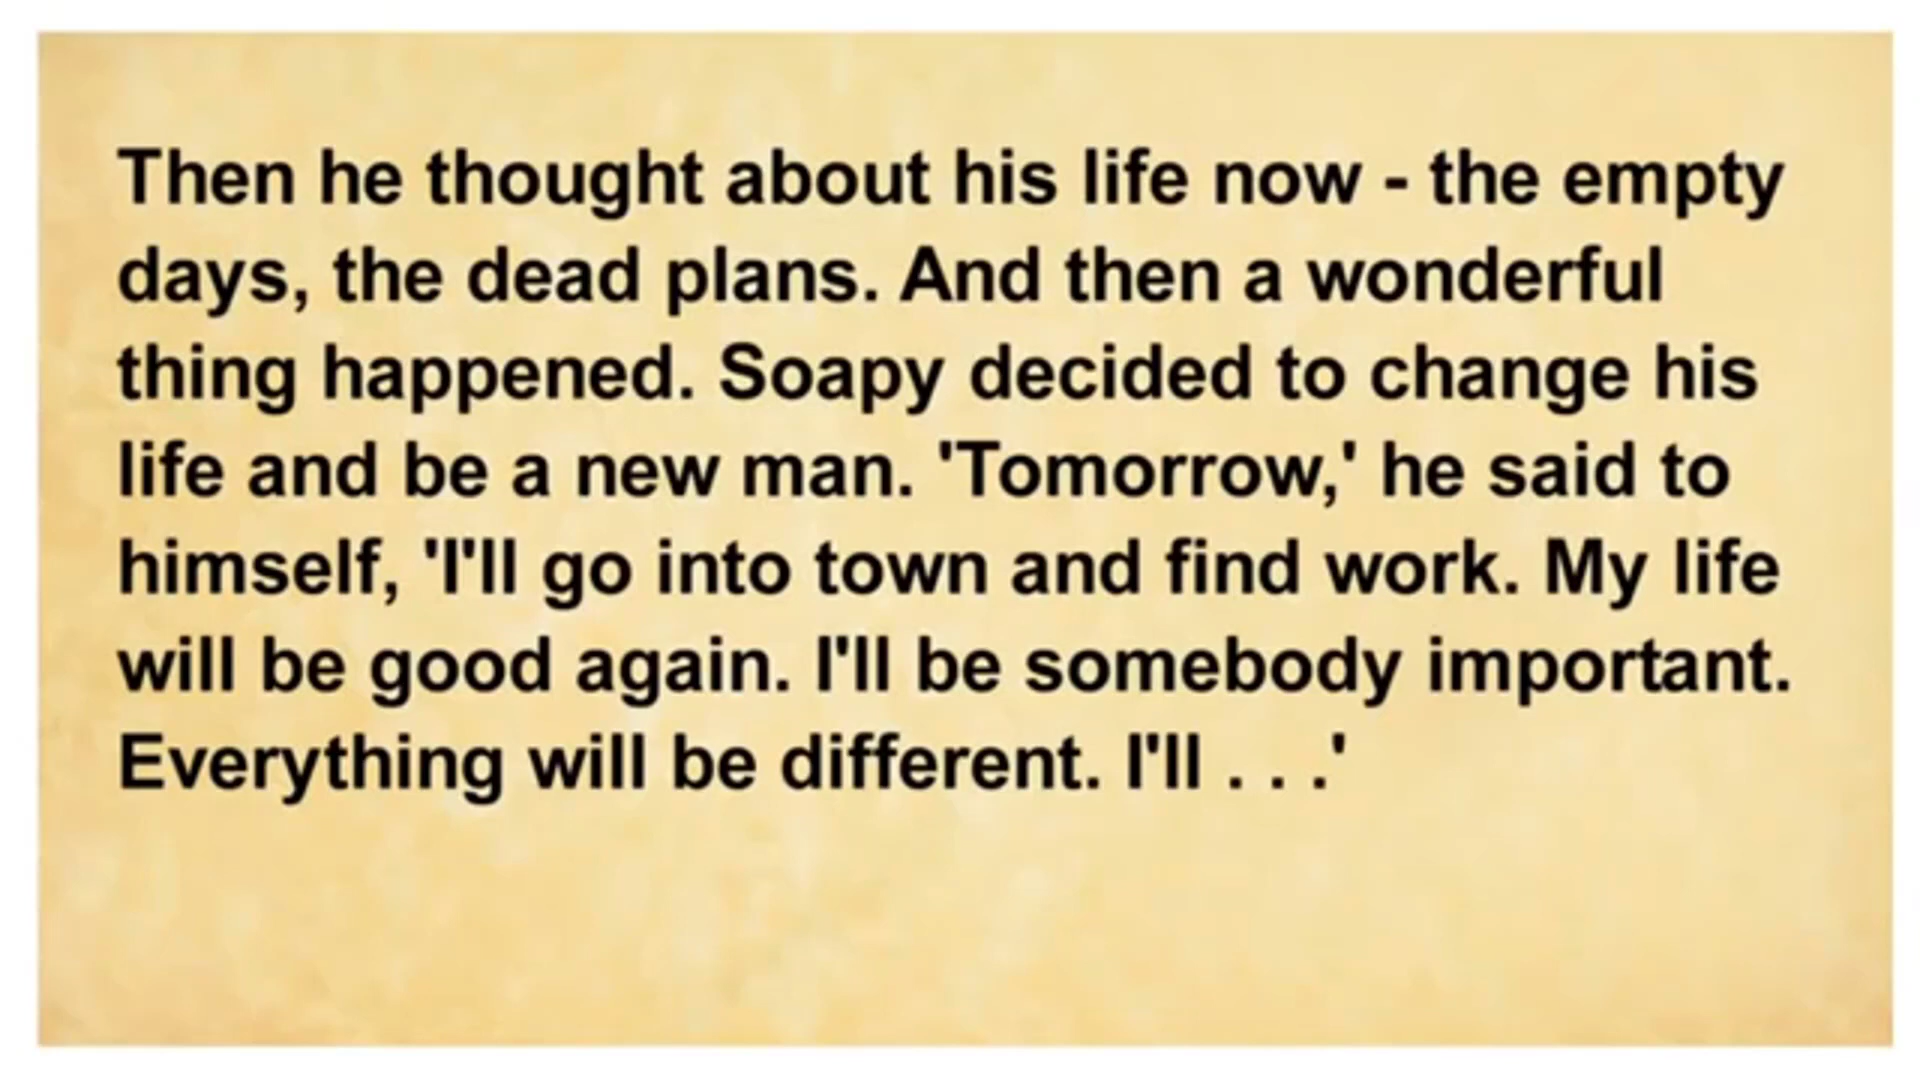 Then he thought about his life now - the empty
days, the dead plans. And then a wonderful
thing happened. Soapy decided to change his
life and be a new man. 'Tomorrow,' he said to
himself, 'I'll go into town and find work. My life
will be good again. I'll be somebody important.
Everything will be different. I'll . . .'